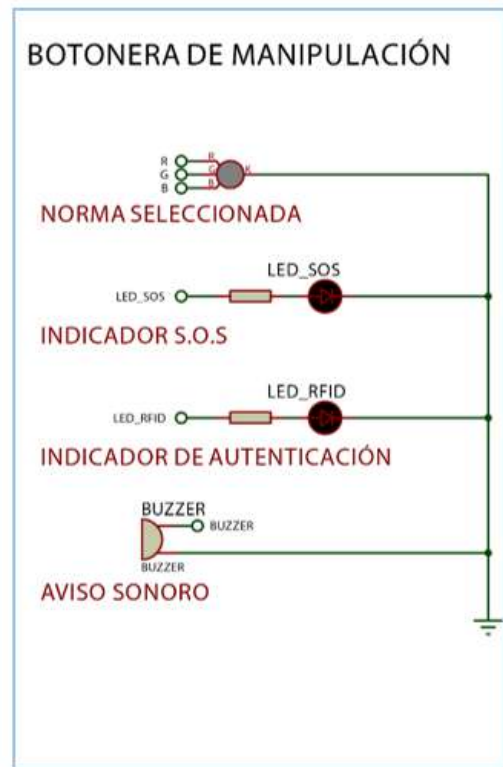 BOTONERA DE MANIPULACIÓN
R R
G G K
B B
NORMA SELECCIONADA
LED_SOS
LED_SOS
INDICADOR S.O.S
LED_RFID
LED_RFID
INDICADOR DE AUTENTICACIÓN
BUZZER
BUZZER
BUZZER
AVISO SONORO